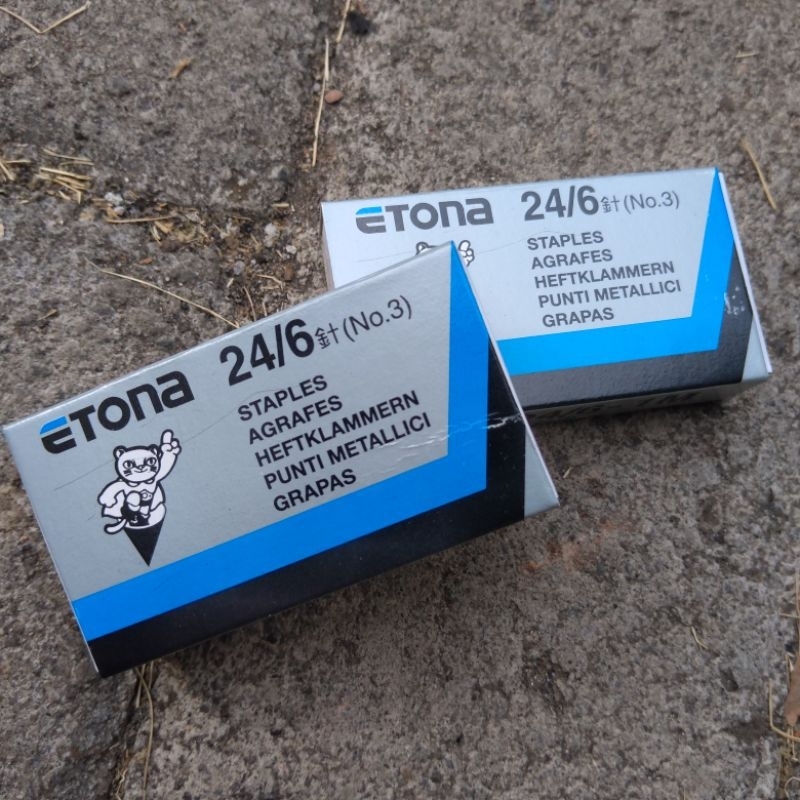 ETONA 24/6針(No.3)
STAPLES
AGRAFES
HEFTKLAMMERN
PUNTI METALLICI
GRAPAS
ETONA 24/6針(No.3)
STAPLES
AGRAFES
HEFTKLAMMERN
PUNTI METALLICI
GRAPAS